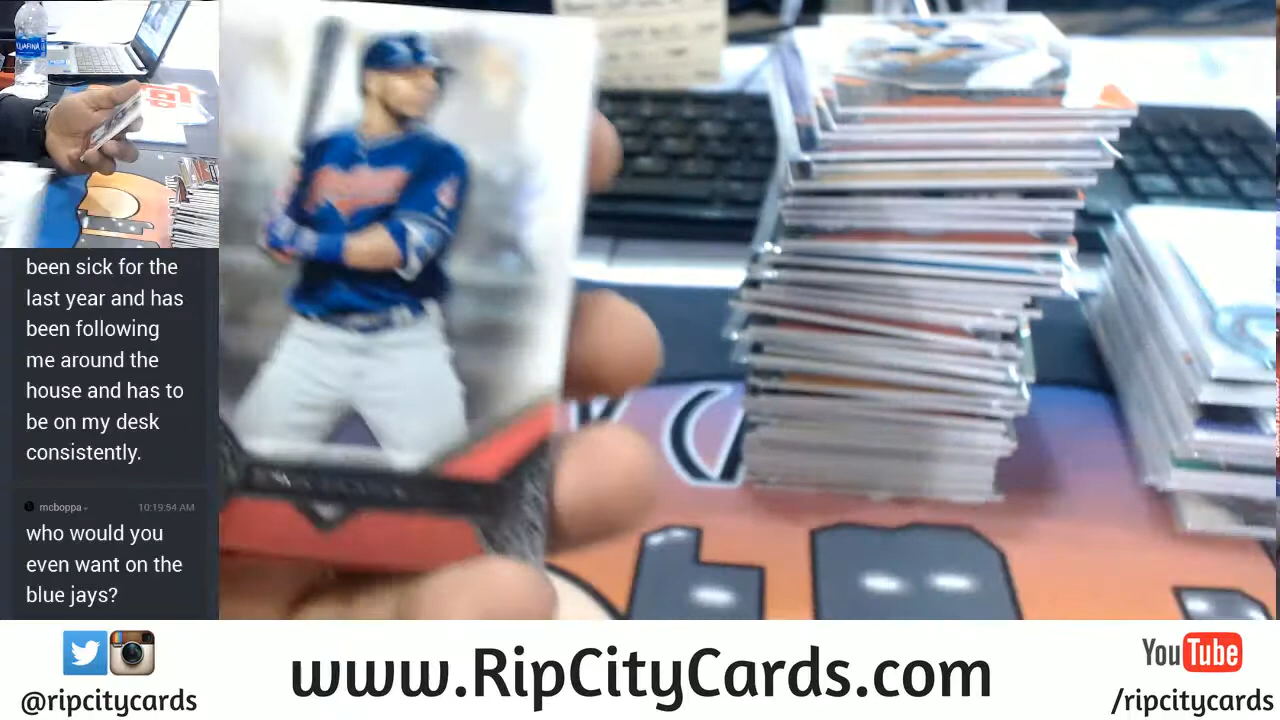 AQUAFINA
been sick for the
last year and has
been following
me around the
house and has to
be on my desk
consistently.
mcboppa
10:19:54 AM
who would you
even want on the
blue jays?
@ripcitycards
www.RipCityCards.com
You Tube
/ripcitycards